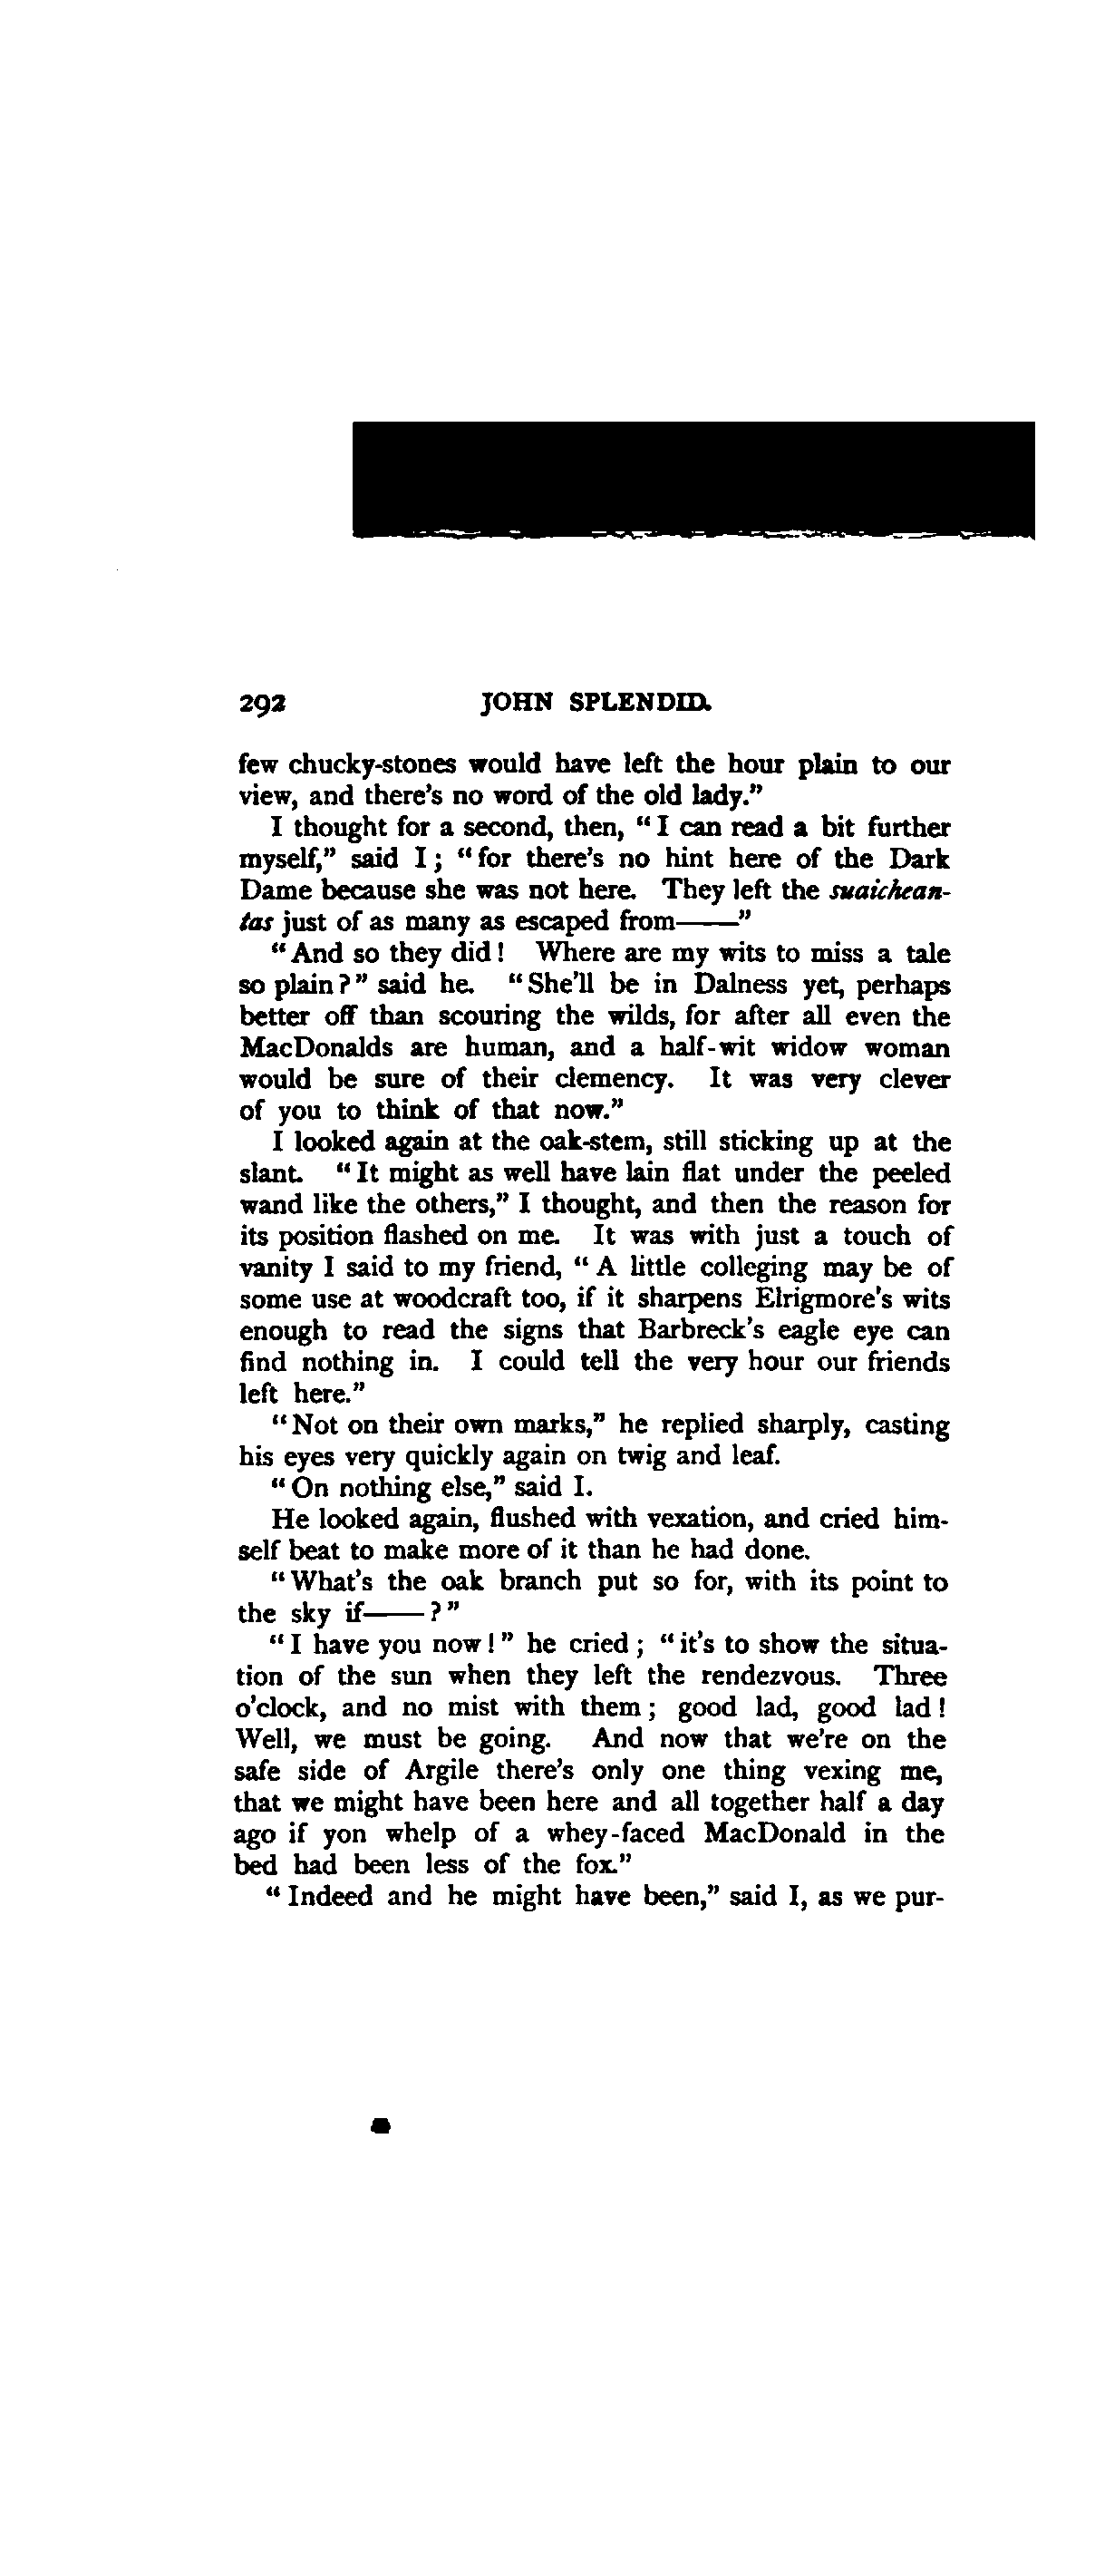 292 JOHN SPLENDID.
few chucky-stones would have left the hour plain to our
view, and there's no word of the old lady."
I thought for a second, then, "I can read a bit further
myself," said I; "for there's no hint here of the Dark
Dame because she was not here. They left the suaichean-
tas just of as many as escaped from——"
"And so they did! Where are my wits to miss a tale
so plain?" said he. "She'll be in Dalness yet, perhaps
better off than scouring the wilds, for after all even the
MacDonalds are human, and a half-wit widow woman
would be sure of their clemency. It was very clever
of you to think of that now."
I looked again at the oak-stem, still sticking up at the
slant. "It might as well have lain flat under the peeled
wand like the others," I thought, and then the reason for
its position flashed on me. It was with just a touch of
vanity I said to my friend, "A little colleging may be of
some use at woodcraft too, if it sharpens Elrigmore's wits
enough to read the signs that Barbreck's eagle eye can
find nothing in. I could tell the very hour our friends
left here."
"Not on their own marks," he replied sharply, casting
his eyes very quickly again on twig and leaf.
"On nothing else," said I.
He looked again, flushed with vexation, and cried him-
self beat to make more of it than he had done.
"What's the oak branch put so for, with its point to
the sky if——?"
"I have you now!" he cried; "it's to show the situa-
tion of the sun when they left the rendezvous. Three
o'clock, and no mist with them; good lad, good lad!
Well, we must be going. And now that we're on the
safe side of Argile there's only one thing vexing me,
that we might have been here and all together half a day
ago if yon whelp of a whey-faced MacDonald in the
bed had been less of the fox."
"Indeed and he might have been," said I, as we pur-